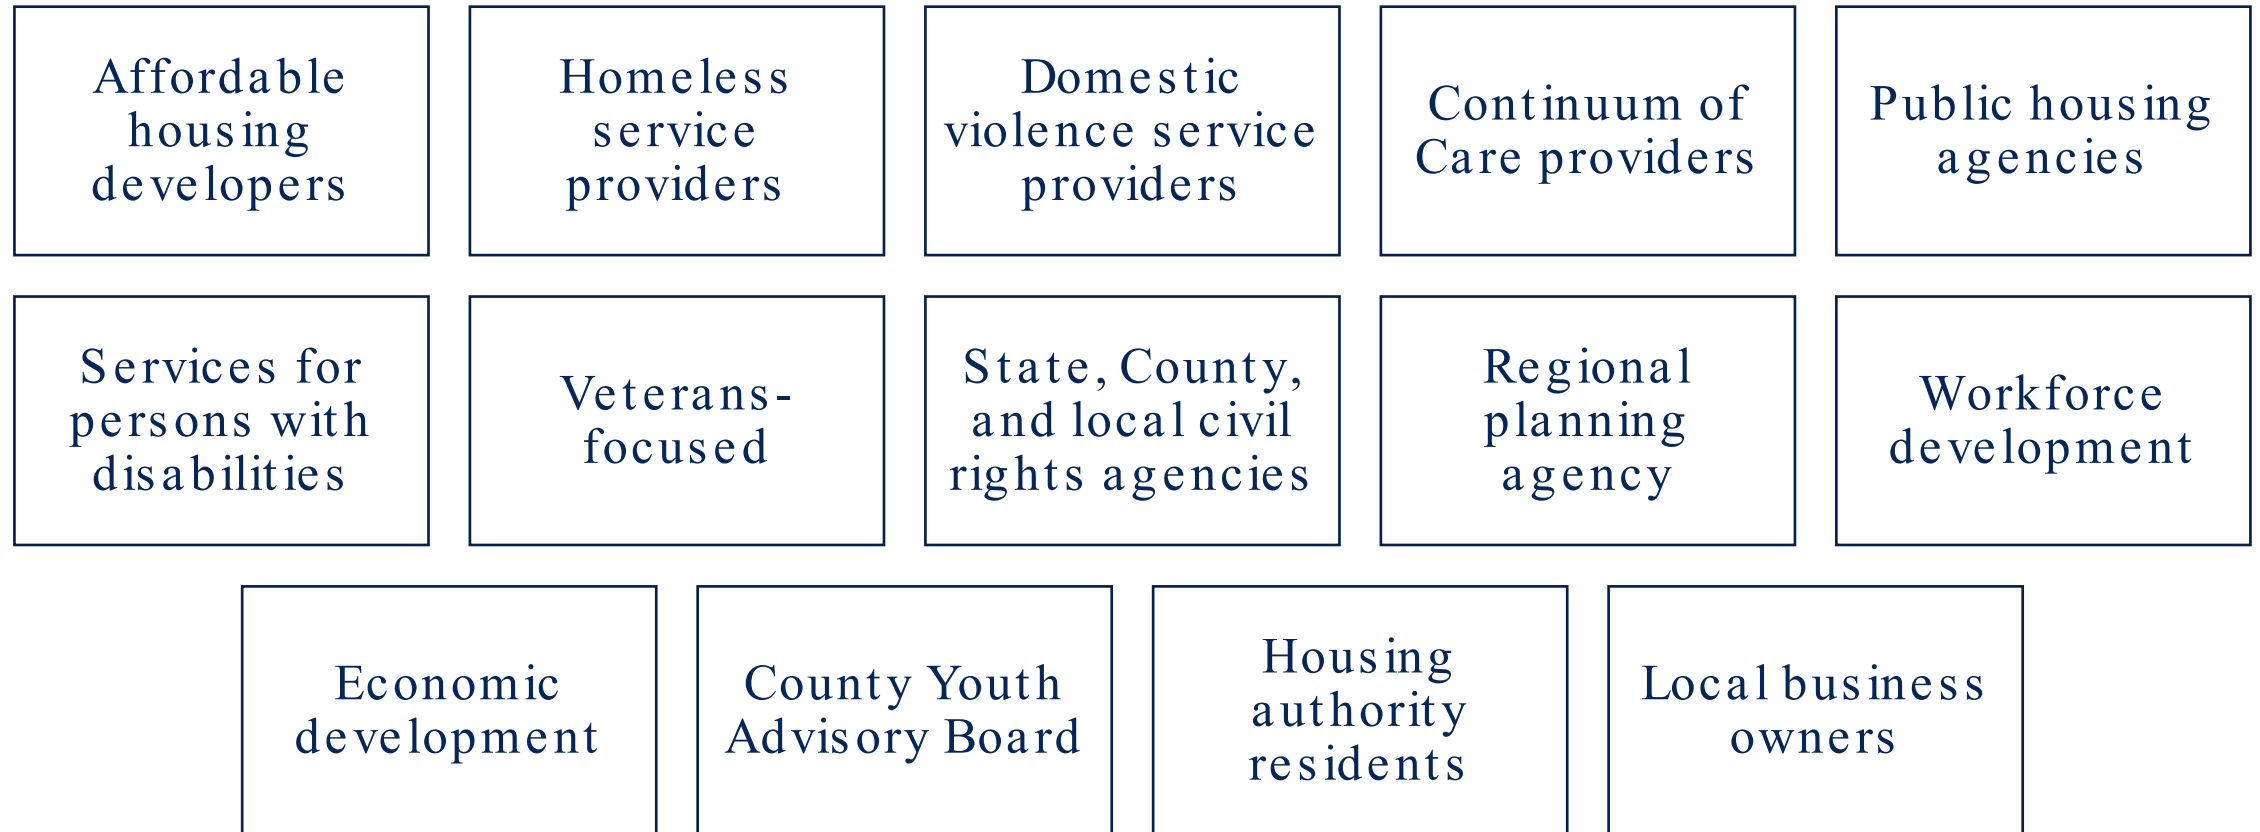 Affordable
housing
developers
Homeless
service
providers
Domestic
violence service
providers
Continuum of
Care providers
Public housing
agencies
Services for
persons with
disabilities
Veterans-
focused
State, County,
and local civil
rights agencies
Regional
planning
agency
Workforce
development
Economic
development
County Youth
Advisory Board
Housing
authority
residents
Local business
owners